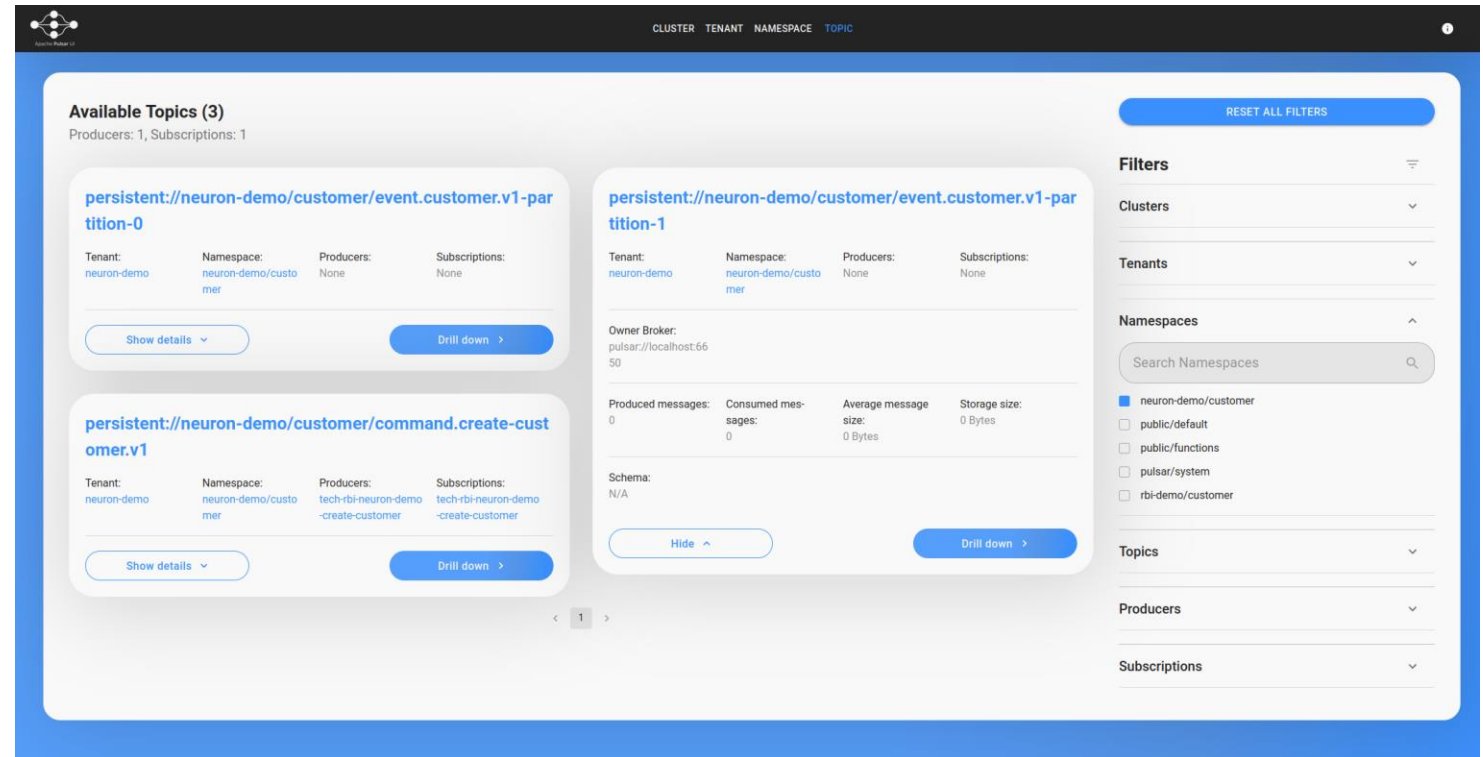 Apache Pulsar UI
CLUSTER TENANT NAMESPACE TOPIC
Available Topics (3)
Producers: 1, Subscriptions: 1
persistent://neuron-demo/customer/event.customer.v1-par
tition-0
Tenant: Namespace: Producers: Subscriptions:
neuron-demo neuron-demo/custo None None
mer
Show details Drill down
persistent://neuron-demo/customer/command.create-cust
omer.v1
Tenant: Namespace: Producers: Subscriptions:
neuron-demo neuron-demo/custo tech-rbi-neuron-demo tech-rbi-neuron-demo
mer -create-customer -create-customer
Show details Drill down
persistent://neuron-demo/customer/event.customer.v1-par
tition-1
Tenant: Namespace: Producers: Subscriptions:
neuron-demo neuron-demo/custo None None
mer
Owner Broker:
pulsar://localhost:66
50
Produced messages: Consumed mes- Average message Storage size:
0 sages: size: 0 Bytes
0 0 Bytes
Schema:
N/A
Hide Drill down
1
RESET ALL FILTERS
Filters
Clusters
Tenants
Namespaces
Search Namespaces
neuron-demo/customer
public/default
public/functions
pulsar/system
rbi-demo/customer
Topics
Producers
Subscriptions